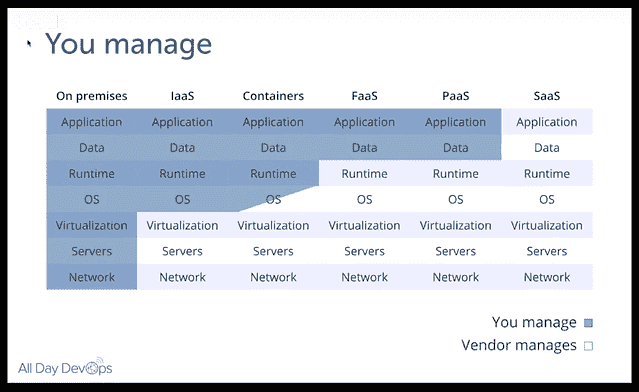 You manage
On premises IaaS Containers FaaS PaaS SaaS
Application Application Application Application Application Application
Data Data Data Data Data Data
Runtime Runtime Runtime Runtime Runtime Runtime
OS OS OS OS OS OS
Virtualization Virtualization Virtualization Virtualization Virtualization Virtualization
Servers Servers Servers Servers Servers Servers
Network Network Network Network Network Network
You manage
Vendor manages
All Day DevOps